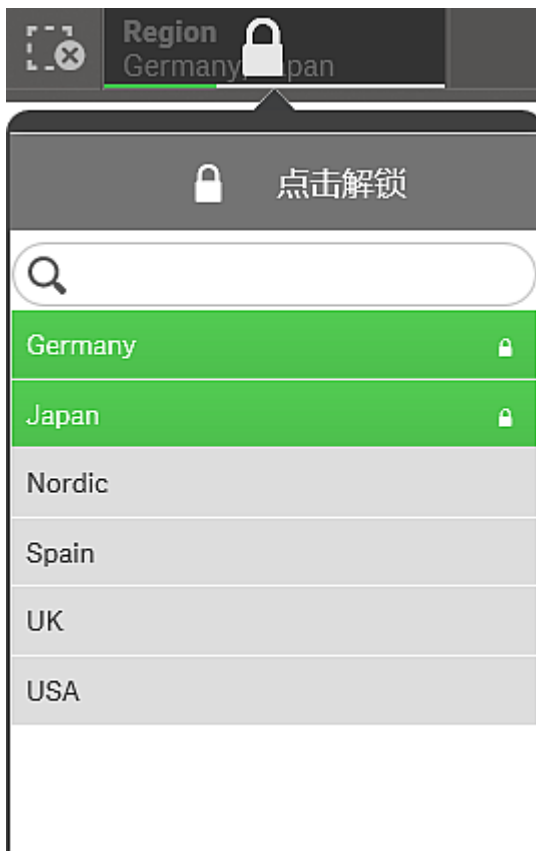 Region
Germany, Japan
点击解锁
Germany
Japan
Nordic
Spain
UK
USA